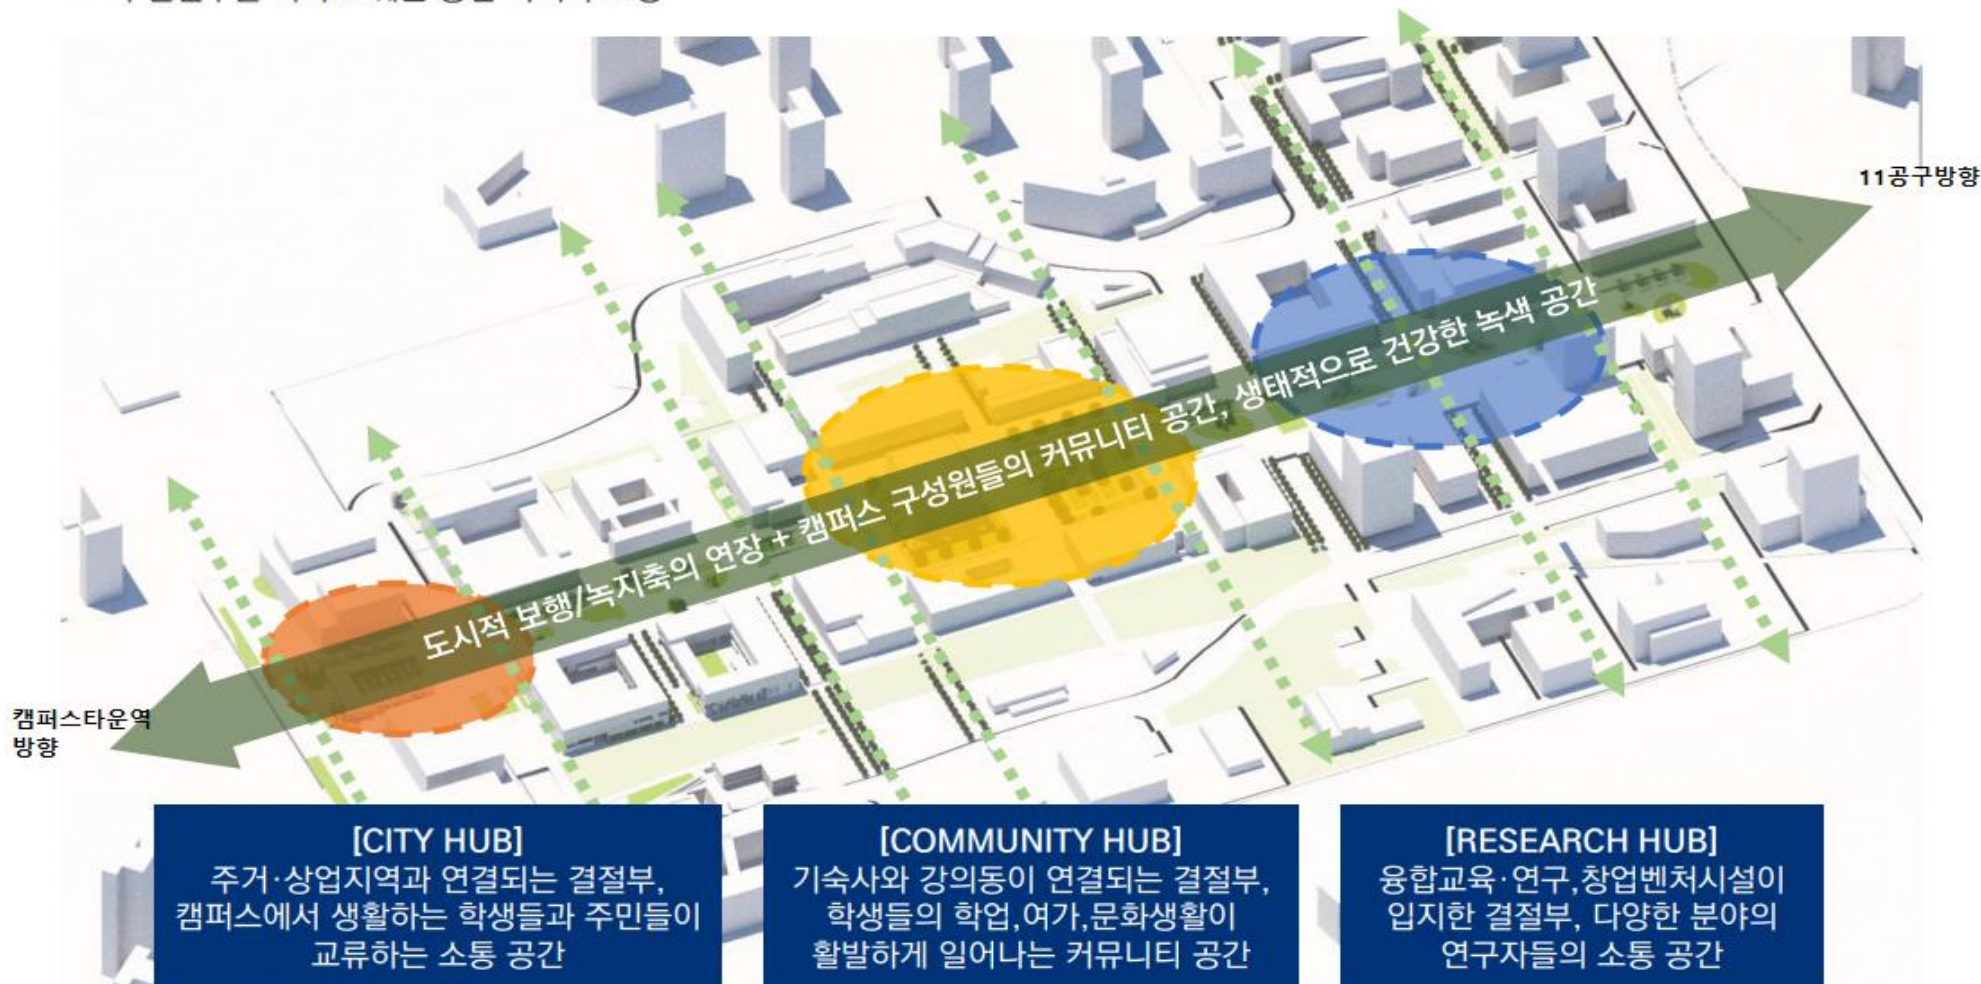 11공구방향
도시적 보행/녹지축의 연장 + 캠퍼스 구성원들의 커뮤니티 공간, 생태적으로 건강한 녹색 공간
캠퍼스타운역
방향
[CITY HUB]
주거·상업지역과 연결되는 결절부,
캠퍼스에서 생활하는 학생들과 주민들이
교류하는 소통 공간
[COMMUNITY HUB]
기숙사와 강의동이 연결되는 결절부,
학생들의 학업,여가,문화생활이
활발하게 일어나는 커뮤니티 공간
[RESEARCH HUB]
융합교육·연구,창업벤처시설이
입지한 결절부, 다양한 분야의
연구자들의 소통 공간